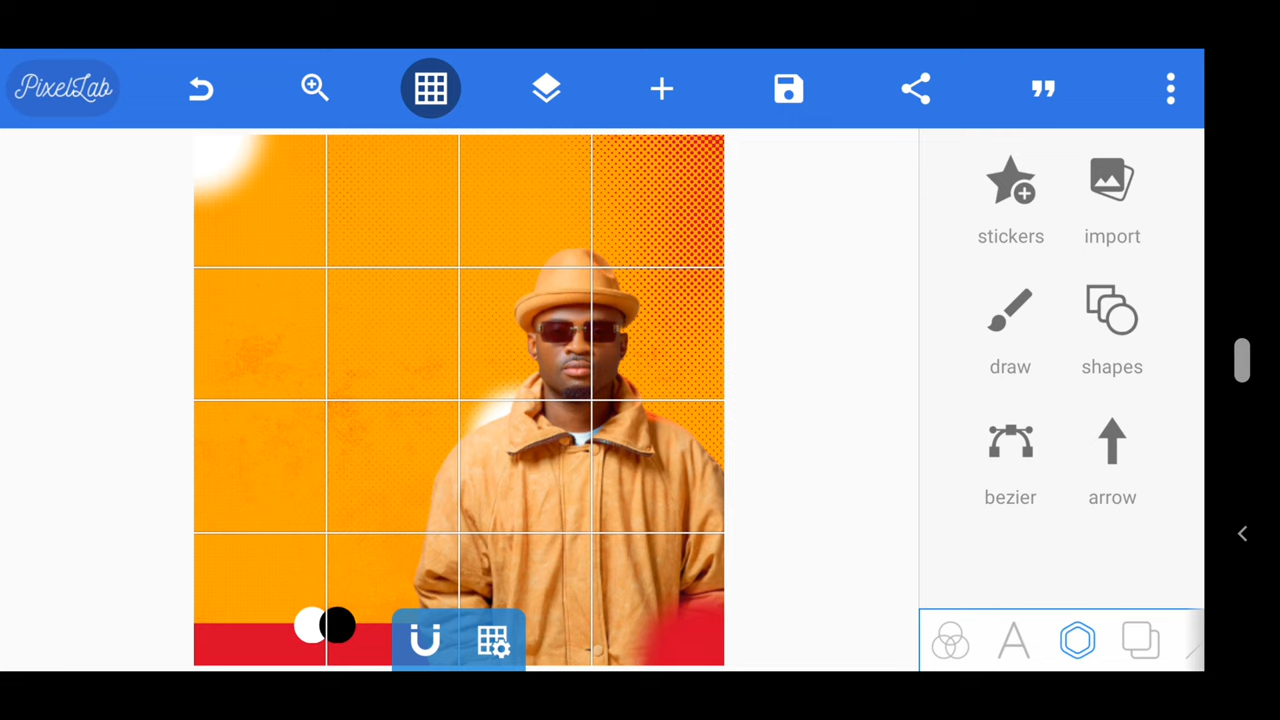 PixelLab
stickers
import
draw
shapes
bezier
arrow